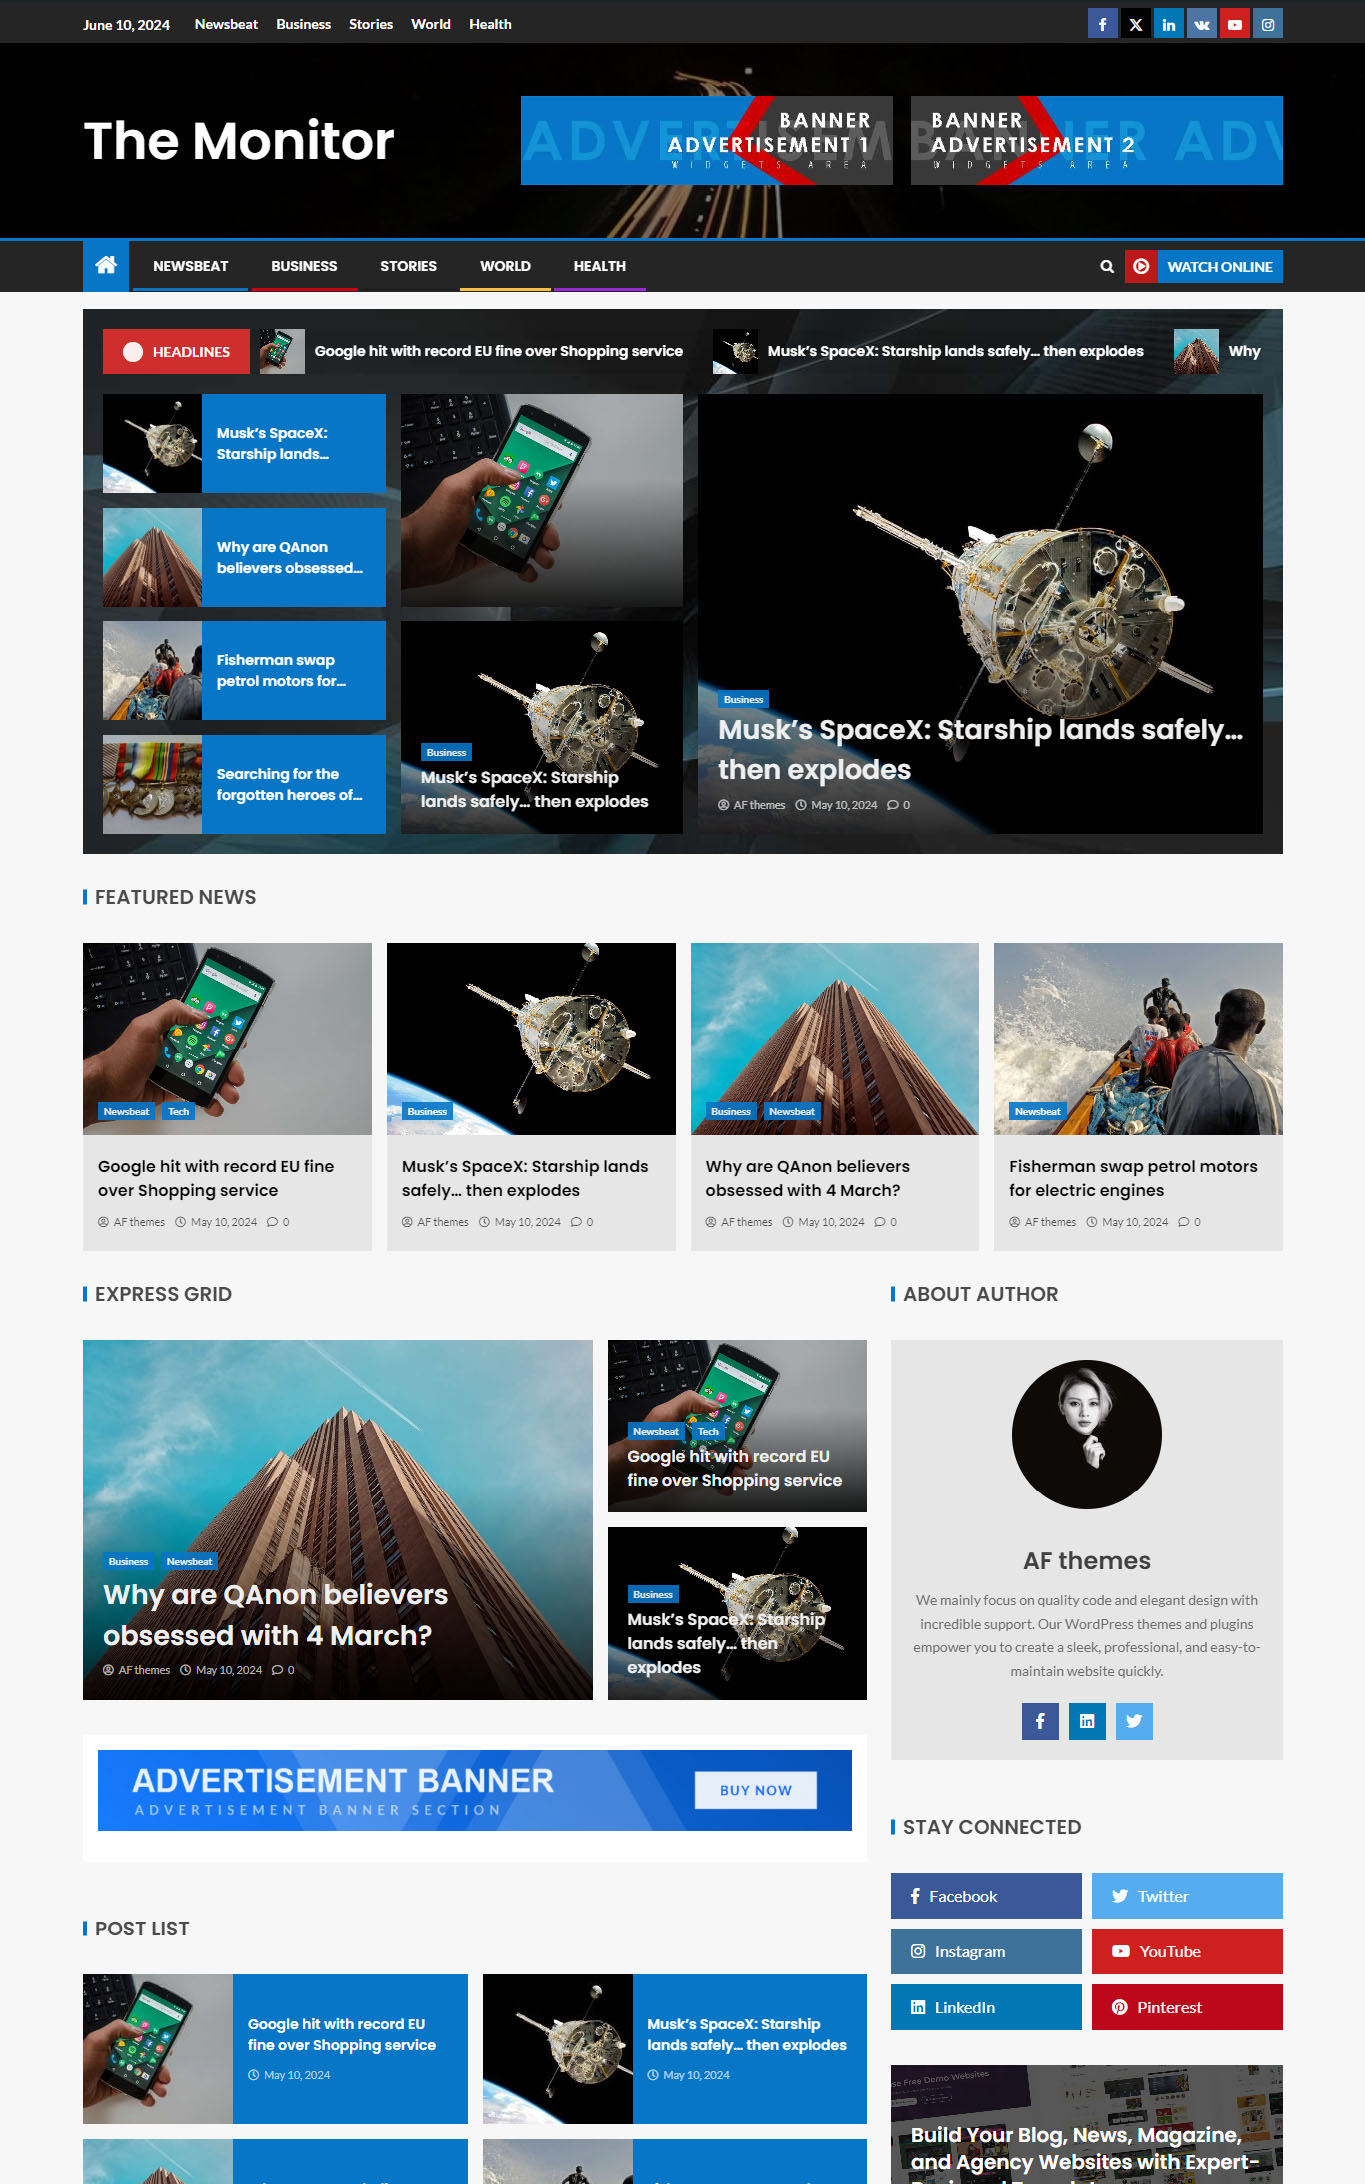 June 10, 2024 Newsbeat Business Stories World Health
The Monitor
BANNER
ADVERTISEMENT 1
WIDGETS AREA
BANNER
ADVERTISEMENT 2
WIDGETS AREA
NEWSBEAT BUSINESS STORIES WORLD HEALTH
WATCH ONLINE
HEADLINES
Google hit with record EU fine over Shopping service
Musk's SpaceX: Starship lands safely... then explodes
Why
Musk's SpaceX:
Starship lands...
Why are QAnon
believers obsessed...
Fisherman swap
petrol motors for...
Searching for the
forgotten heroes of...
Business
Musk's SpaceX: Starship
lands safely... then explodes
Business
Musk's SpaceX: Starship lands safely...
then explodes
AF themes May 10, 2024 0
FEATURED NEWS
Newsbeat Tech
Google hit with record EU fine
over Shopping service
AF themes May 10, 2024 0
Business
Musk's SpaceX: Starship lands
safely... then explodes
AF themes May 10, 2024 0
Business Newsbeat
Why are QAnon believers
obsessed with 4 March?
AF themes May 10, 2024 0
Newsbeat
Fisherman swap petrol motors
for electric engines
AF themes May 10, 2024 0
EXPRESS GRID
Business Newsbeat
Why are QAnon believers
obsessed with 4 March?
AF themes May 10, 2024 0
Newsbeat Tech
Google hit with record EU
fine over Shopping service
Business
Musk's SpaceX: Starship
lands safely... then
explodes
ADVERTISEMENT BANNER
ADVERTISEMENT BANNER SECTION
BUY NOW
POST LIST
Google hit with record EU
fine over Shopping service
May 10, 2024
Musk's SpaceX: Starship
lands safely... then explodes
May 10, 2024
ABOUT AUTHOR
AF themes
We mainly focus on quality code and elegant design with
incredible support. Our WordPress themes and plugins
empower you to create a sleek, professional, and easy-to-
maintain website quickly.
STAY CONNECTED
Facebook
Twitter
Instagram
YouTube
LinkedIn
Pinterest
Free Demo Websites
Build Your Blog, News, Magazine,
and Agency Websites with Expert-